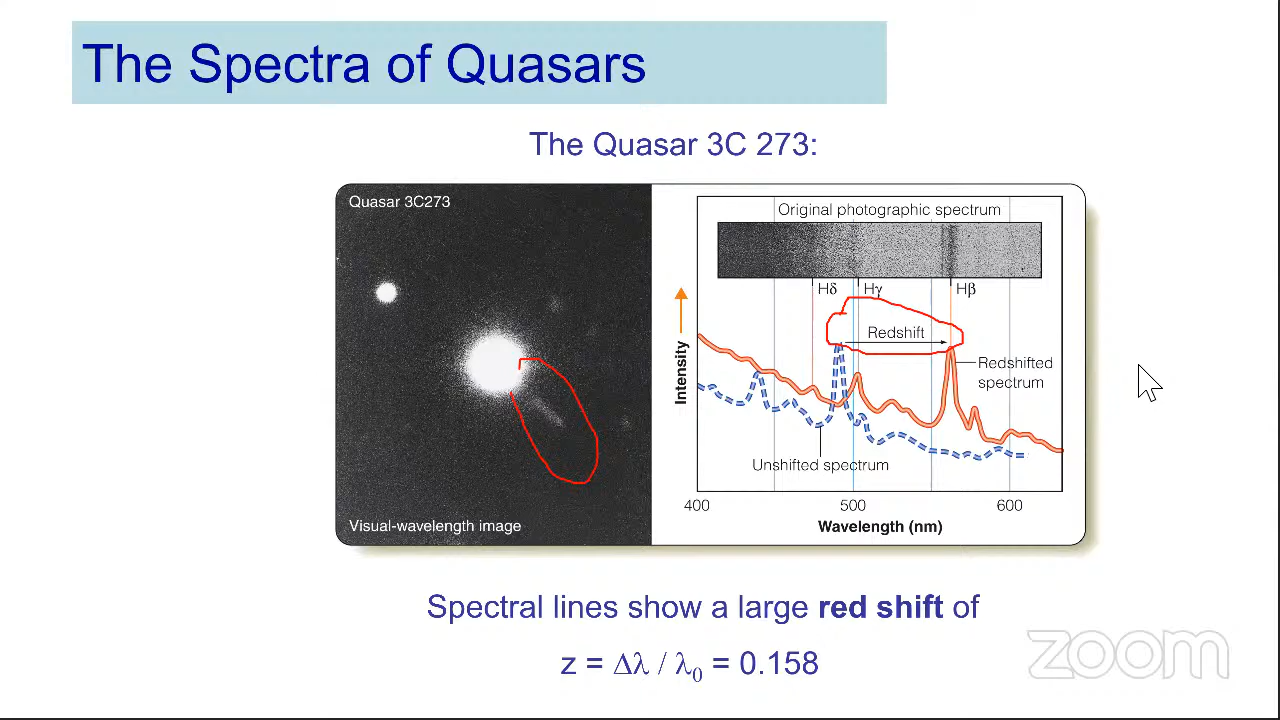 The Spectra of Quasars
The Quasar 3C 273:
Quasar 3C273
Visual-wavelength image
Original photographic spectrum
Hδ Hγ Hβ
Redshift
Redshifted
spectrum
Intensity
Unshifted spectrum
400 500 600
Wavelength (nm)
Spectral lines show a large red shift of
z = Δλ / λ₀ = 0.158
zoom